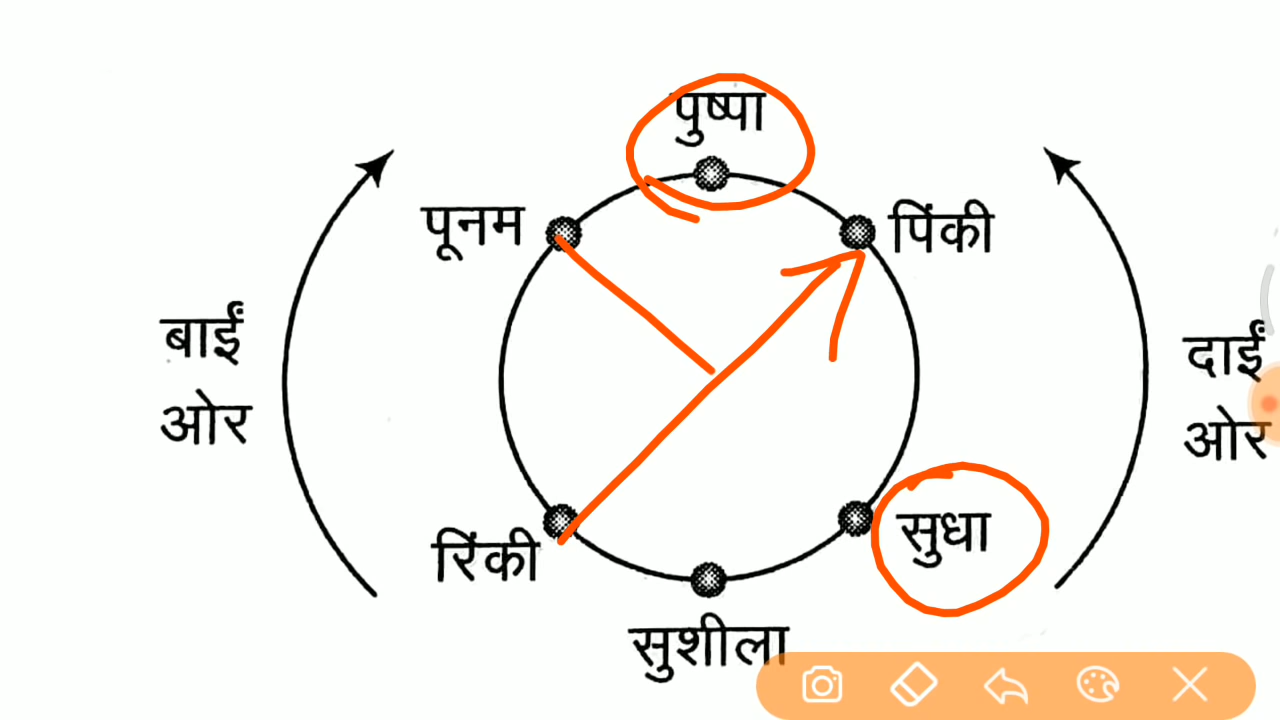 पुष्पा
पूनम
पिंकी
बाईं
ओर
दाईं
ओर
रिंकी
सुधा
सुशीला